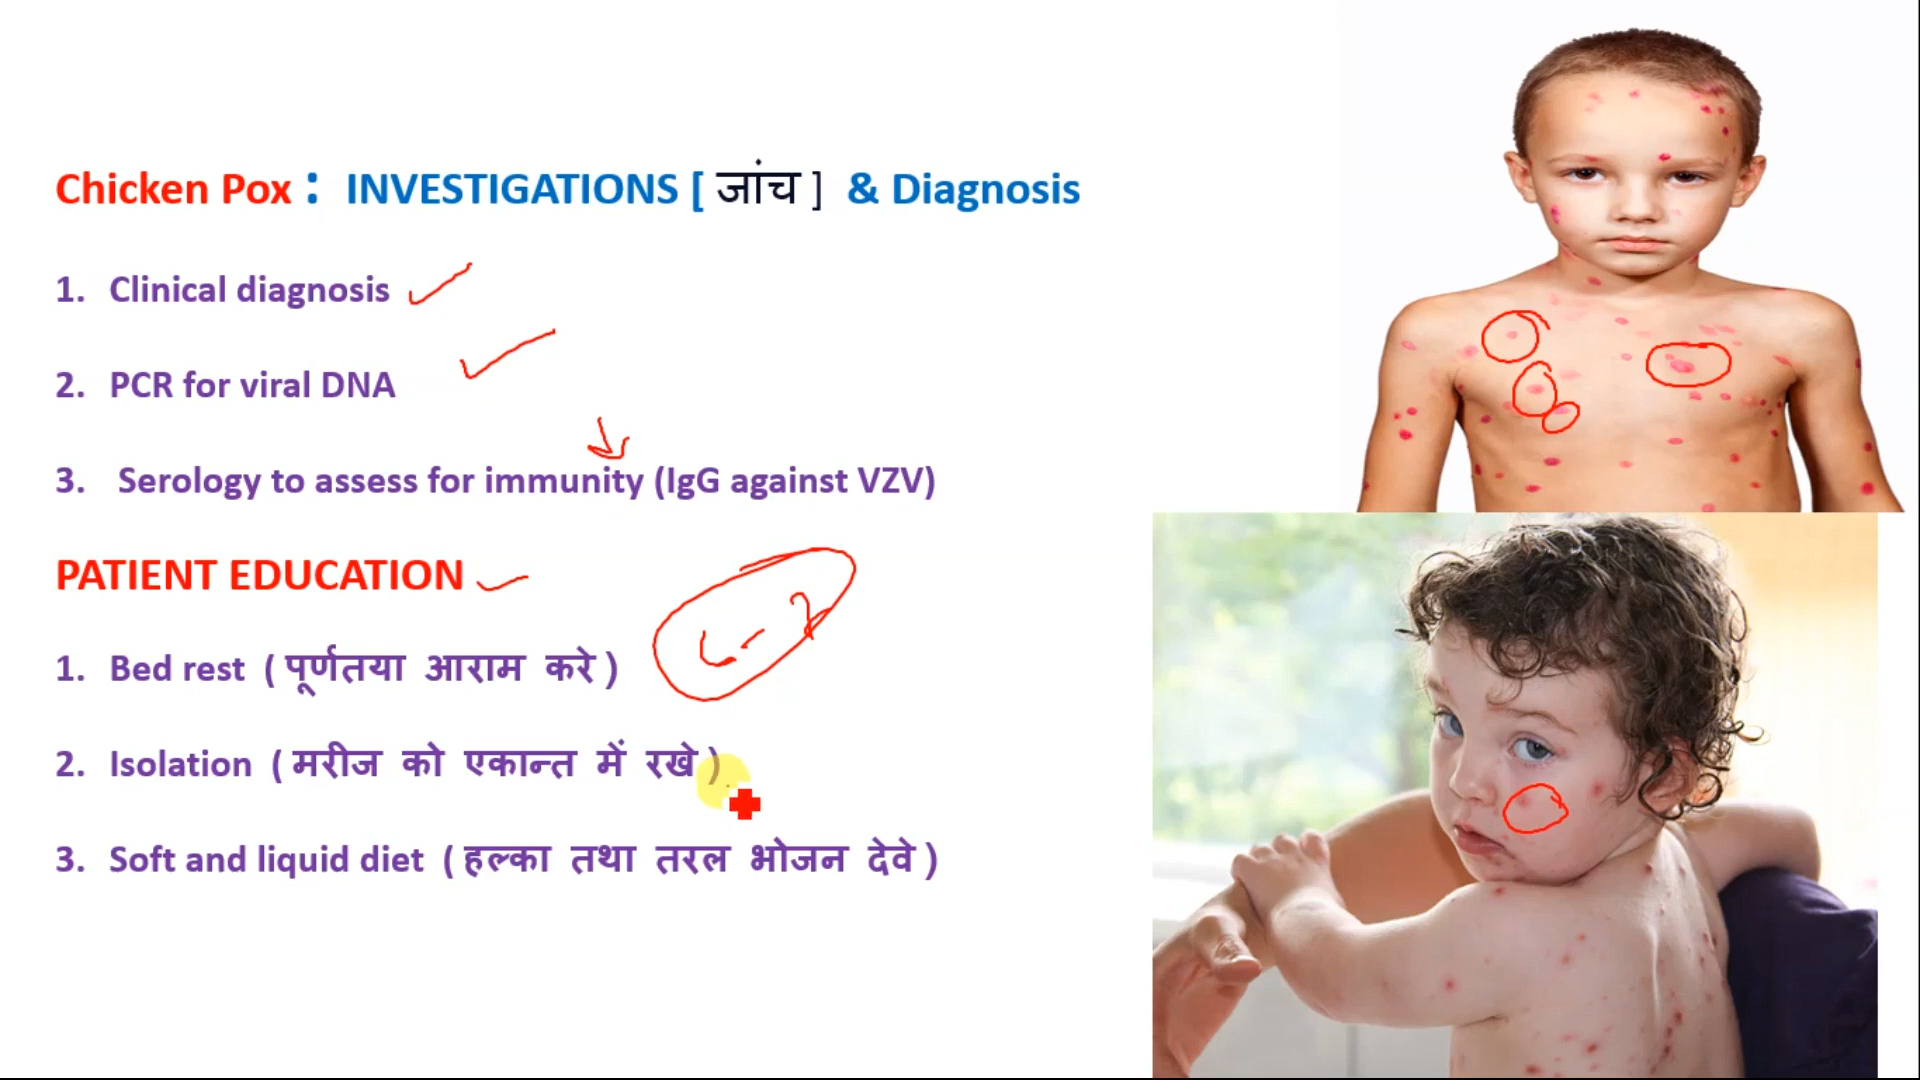 Chicken Pox : INVESTIGATIONS [ जांच ] & Diagnosis
1. Clinical diagnosis
2. PCR for viral DNA
3. Serology to assess for immunity (IgG against VZV)
PATIENT EDUCATION
1. Bed rest ( पूर्णतया आराम करे )
2. Isolation ( मरीज को एकान्त में रखे )
3. Soft and liquid diet ( हल्का तथा तरल भोजन देवे )